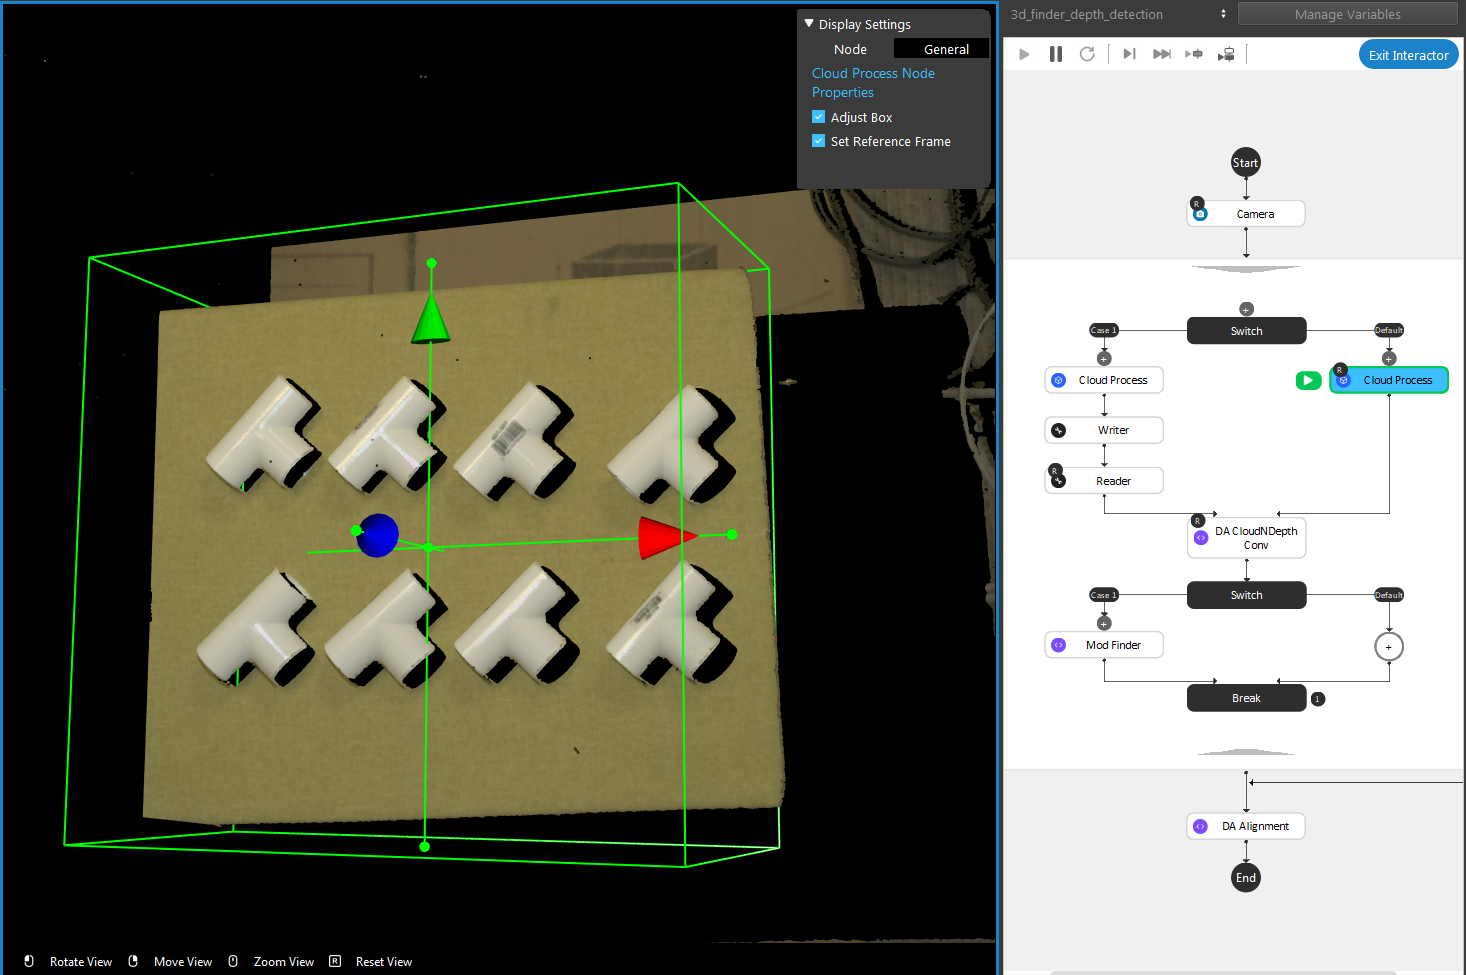 Display Settings
Node
General
Cloud Process Node
Properties
Adjust Box
Set Reference Frame
Rotate View
Move View
Zoom View
R
Reset View
3d_finder_depth_detection
Manage Variables
Exit Interactor
Start
R
Camera
+
Case 1
Switch
Default
+
+
Cloud Process
R
Cloud Process
Writer
R
Reader
R
DA CloudNDepth
Conv
Case 1
Switch
Default
+
Mod Finder
+
Break
1
DA Alignment
End